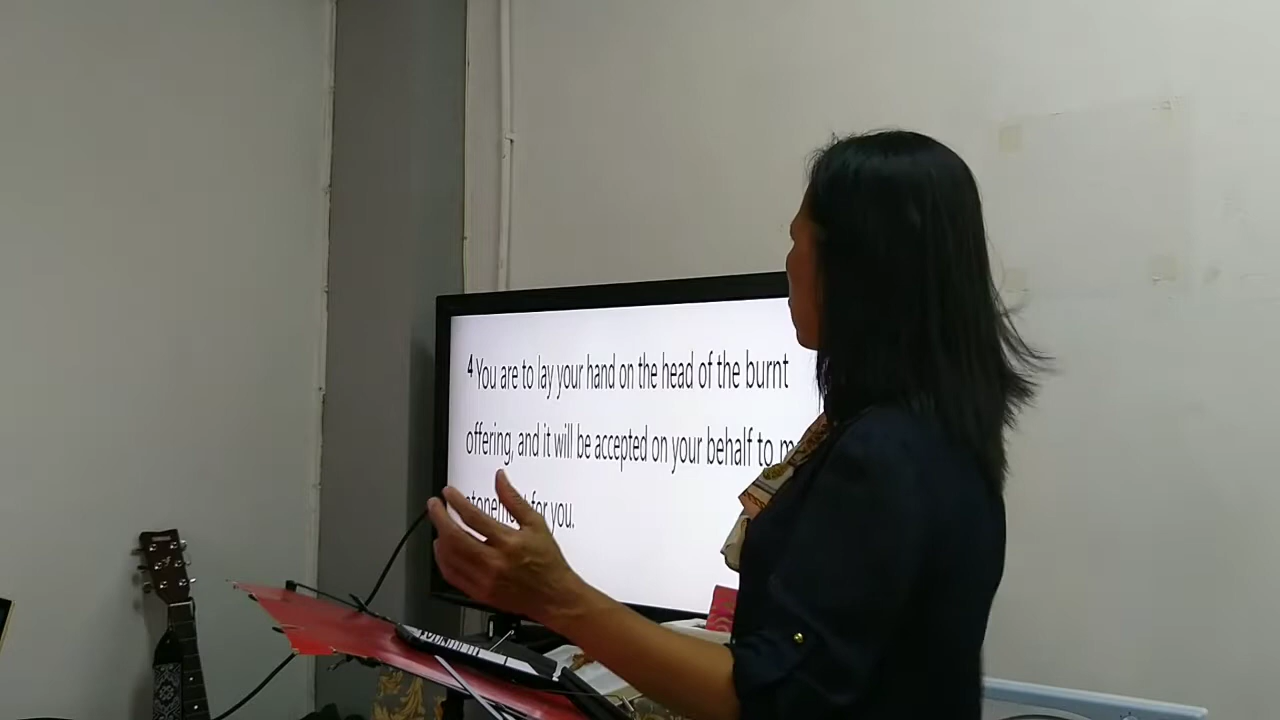 4 You are to lay your hand on the head of the burnt
offering, and it will be accepted on your behalf to
for you.